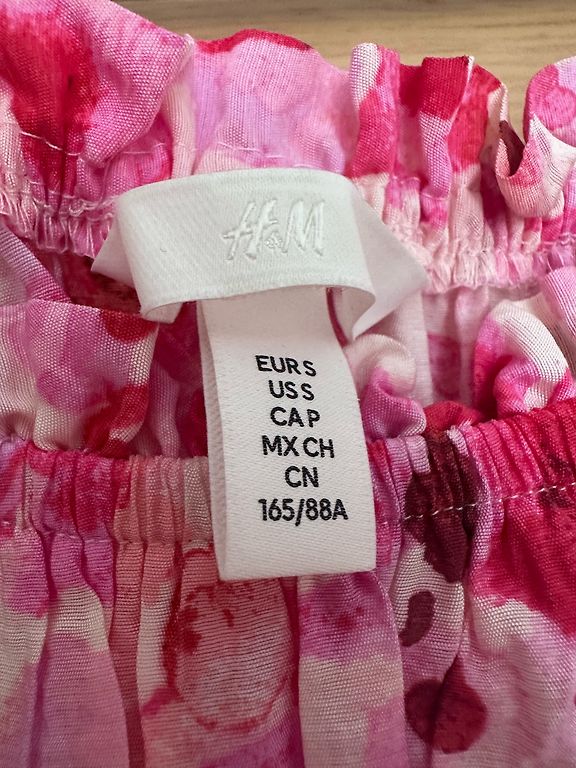 H&M
EUR S
US S
CA P
MX CH
CN
165/88A